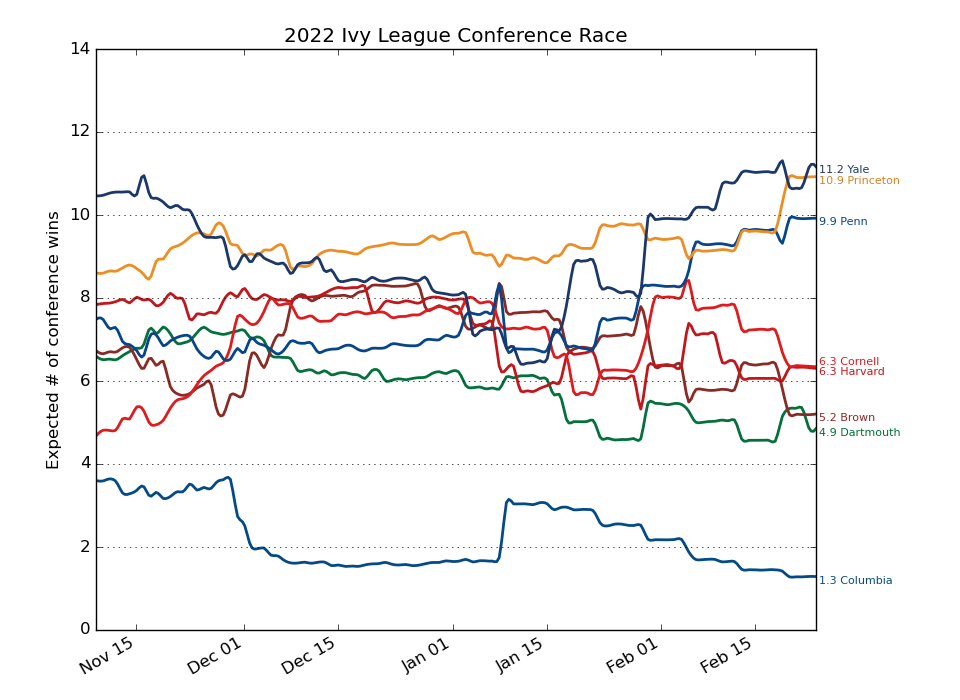 2022 Ivy League Conference Race
Expected # of conference wins
14
12
10
8
6
4
2
0
Nov 15
Dec 01
Dec 15
Jan 01
Jan 15
Feb 01
Feb 15
11.2 Yale
10.9 Princeton
9.9 Penn
6.3 Cornell
6.3 Harvard
5.2 Brown
4.9 Dartmouth
1.3 Columbia